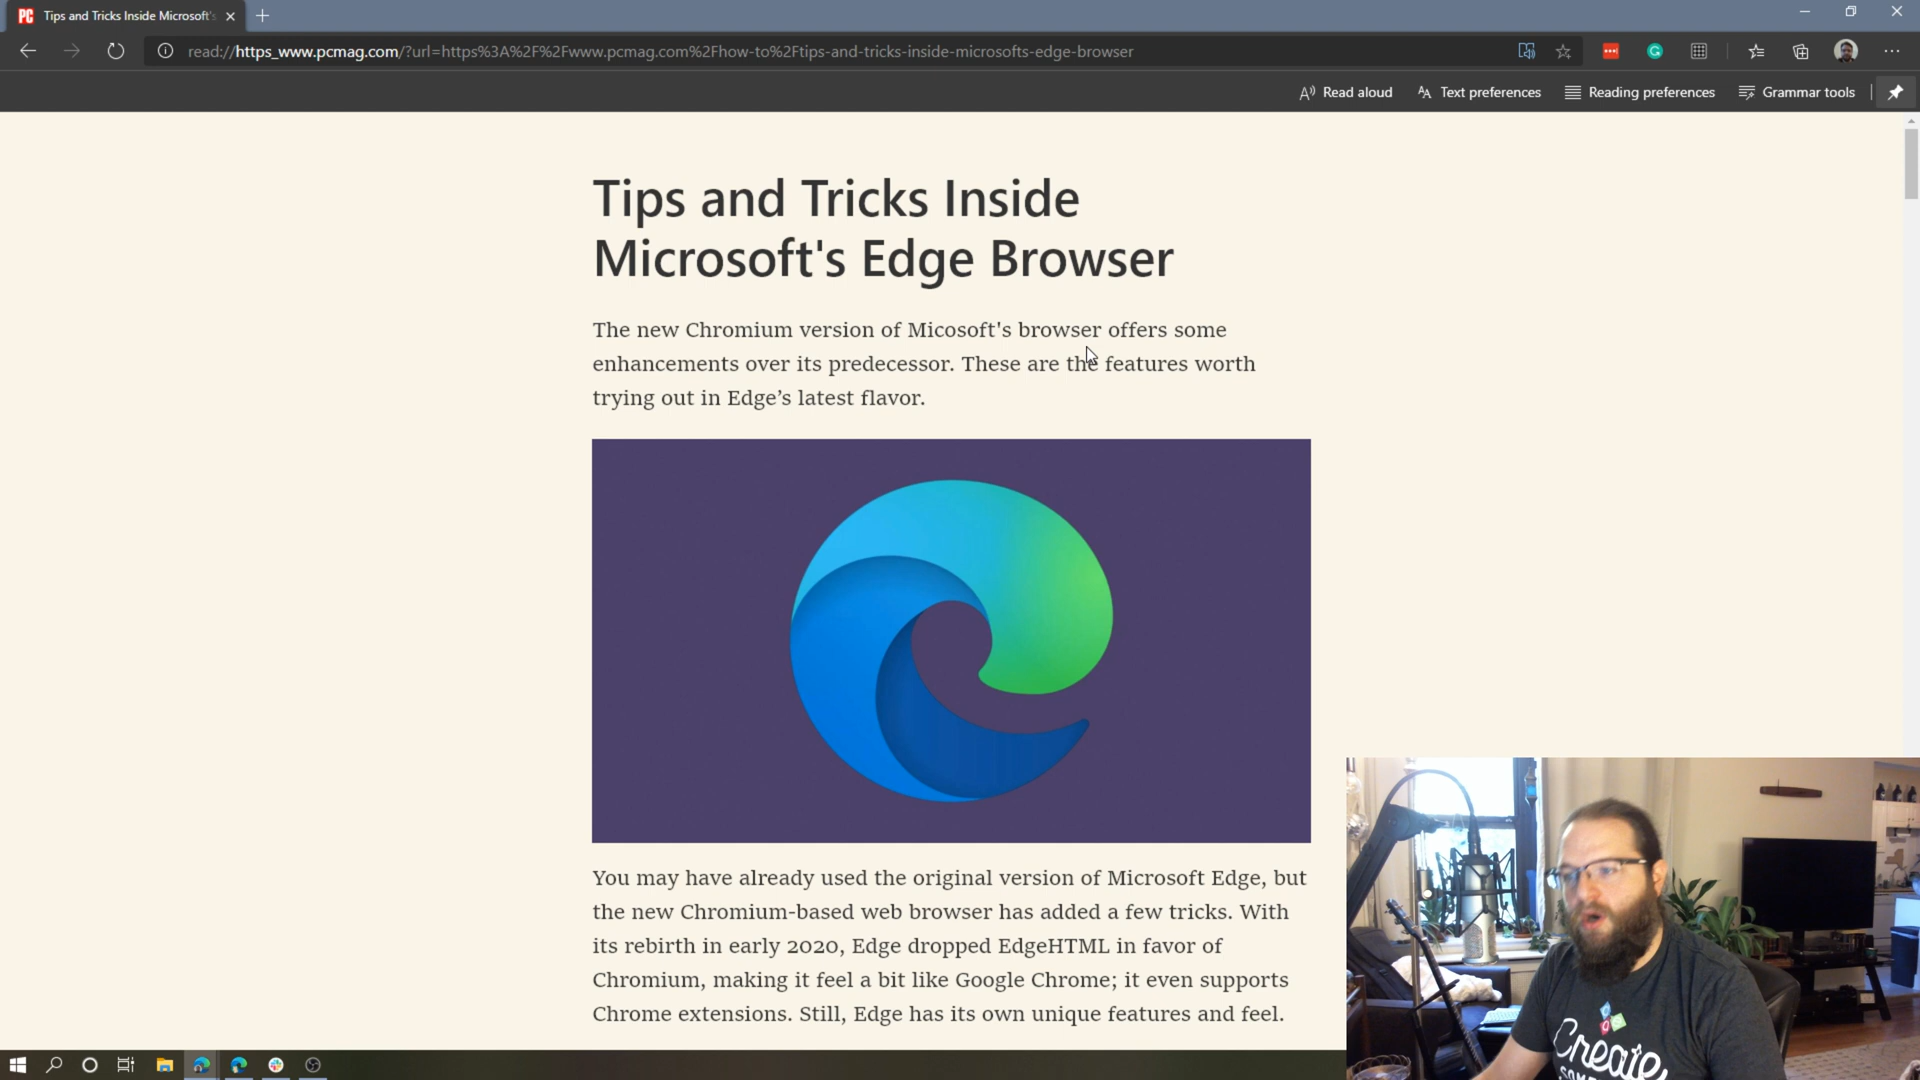 PC Tips and Tricks Inside Microsoft's
read://https_www.pcmag.com/?url=https%3A%2F%2Fwww.pcmag.com%2Fhow-to%2Ftips-and-tricks-inside-microsofts-edge-browser
Read aloud
Text preferences
Reading preferences
Grammar tools
Tips and Tricks Inside
Microsoft's Edge Browser
The new Chromium version of Micosoft's browser offers some
enhancements over its predecessor. These are the features worth
trying out in Edge’s latest flavor.
You may have already used the original version of Microsoft Edge, but
the new Chromium-based web browser has added a few tricks. With
its rebirth in early 2020, Edge dropped EdgeHTML in favor of
Chromium, making it feel a bit like Google Chrome; it even supports
Chrome extensions. Still, Edge has its own unique features and feel.
Create